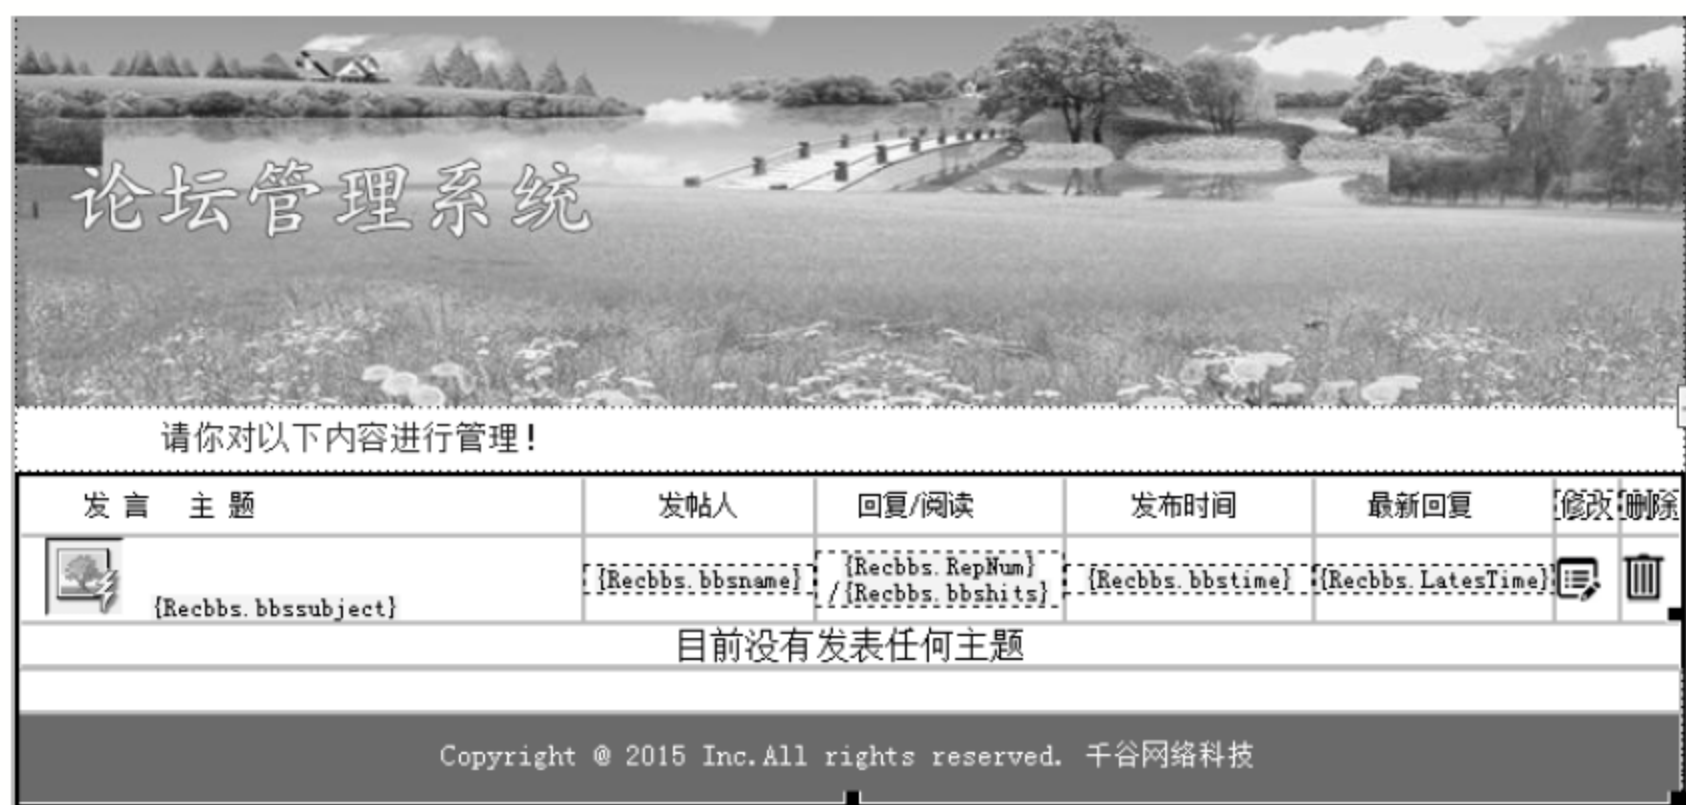 论坛管理系统
请你对以下内容进行管理！
发 言 主 题 发帖人 回复/阅读 发布时间 最新回复 修改 删除
{Recbbs.bbssubject} {Recbbs.bbsname} {Recbbs.RepNum} {Recbbs.bbstime} {Recbbs.LatesTime}
/{Recbbs.bbshits}
目前没有发表任何主题
Copyright @ 2015 Inc.All rights reserved. 千谷网络科技